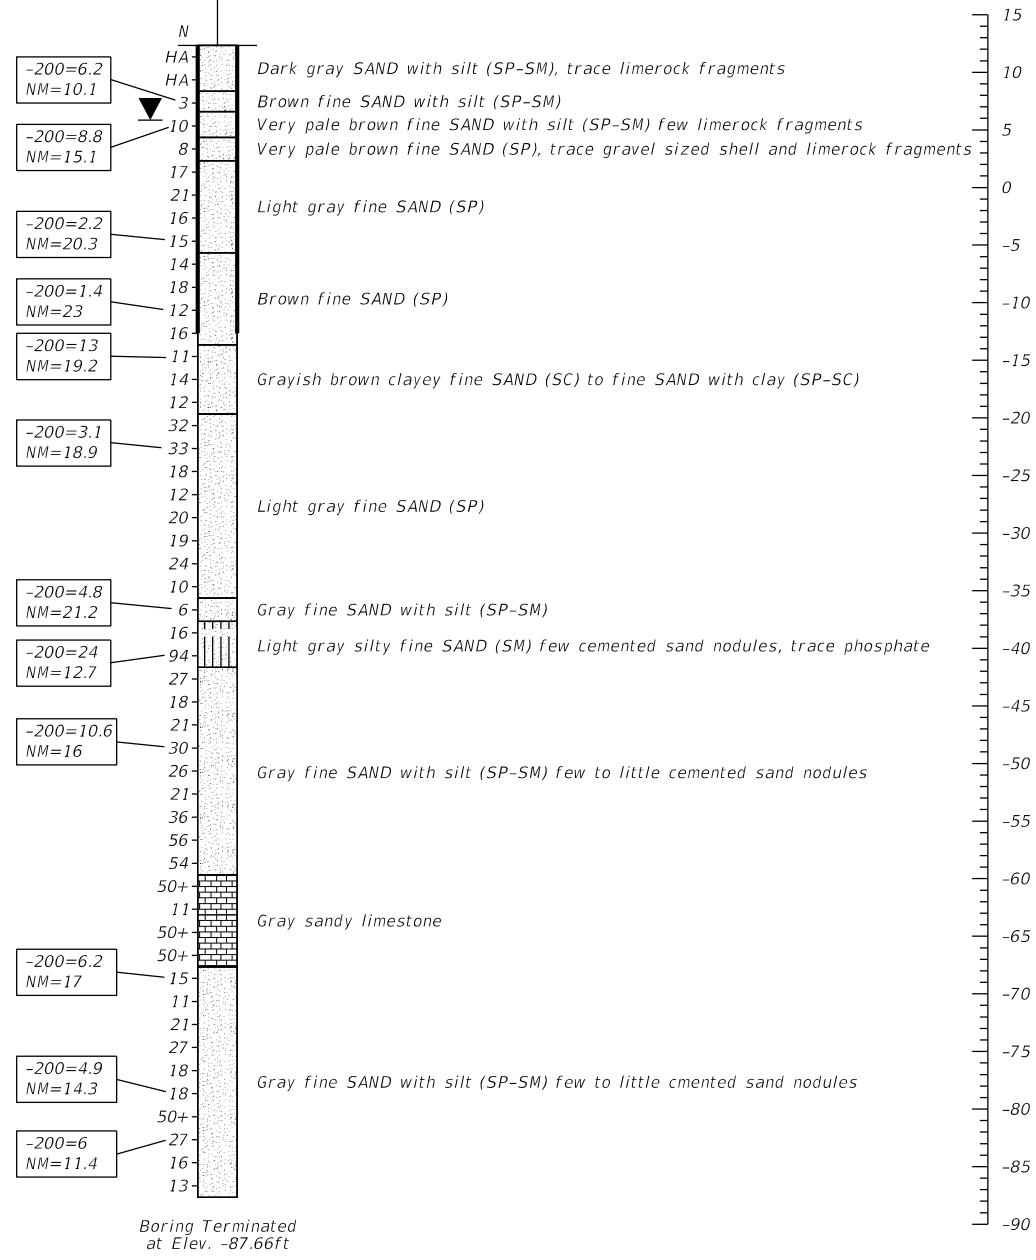 N
HA
HA
3
10
8
17
21
16
15
14
18
12
16
11
14
12
32
33
18
12
20
19
24
10
6
16
94
27
18
21
30
26
21
36
56
54
50+
11
50+
50+
15
11
21
27
18
18
50+
27
16
13
–200=6.2
NM=10.1
–200=8.8
NM=15.1
–200=2.2
NM=20.3
–200=1.4
NM=23
–200=13
NM=19.2
–200=3.1
NM=18.9
–200=4.8
NM=21.2
–200=24
NM=12.7
–200=10.6
NM=16
–200=6.2
NM=17
–200=4.9
NM=14.3
–200=6
NM=11.4
Dark gray SAND with silt (SP–SM), trace limerock fragments
Brown fine SAND with silt (SP–SM)
Very pale brown fine SAND with silt (SP–SM) few limerock fragments
Very pale brown fine SAND (SP), trace gravel sized shell and limerock fragments
Light gray fine SAND (SP)
Brown fine SAND (SP)
Grayish brown clayey fine SAND (SC) to fine SAND with clay (SP–SC)
Light gray fine SAND (SP)
Gray fine SAND with silt (SP–SM)
Light gray silty fine SAND (SM) few cemented sand nodules, trace phosphate
Gray fine SAND with silt (SP–SM) few to little cemented sand nodules
Gray sandy limestone
Gray fine SAND with silt (SP–SM) few to little cmented sand nodules
Boring Terminated
at Elev. –87.66ft
15
10
5
0
–5
–10
–15
–20
–25
–30
–35
–40
–45
–50
–55
–60
–65
–70
–75
–80
–85
–90